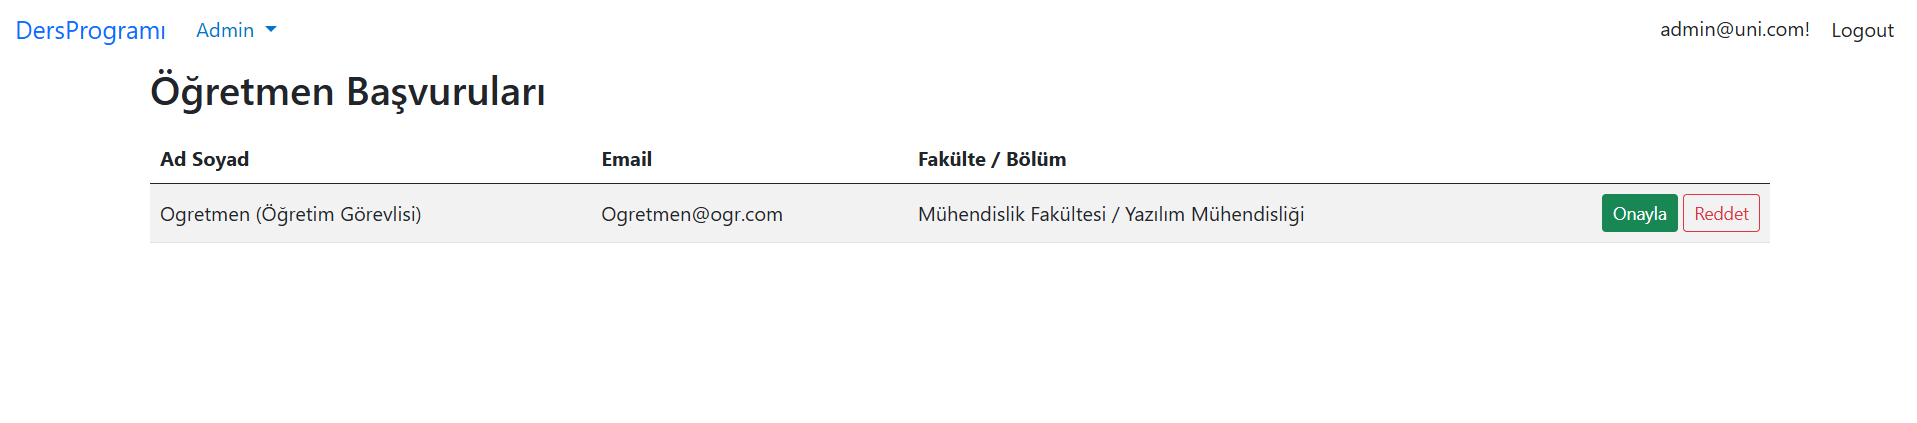 DersProgramı Admin admin@uni.com! Logout
Öğretmen Başvuruları
Ad Soyad Email Fakülte / Bölüm
Ogretmen (Öğretim Görevlisi) Ogretmen@ogr.com Mühendislik Fakültesi / Yazılım Mühendisliği Onayla Reddet